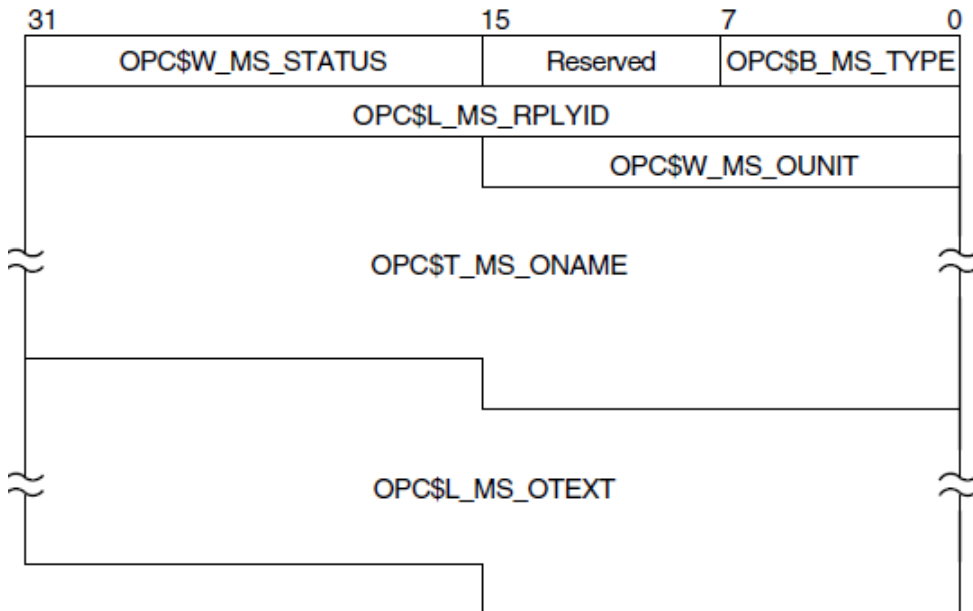 31 15 7 0
OPC$W_MS_STATUS Reserved OPC$B_MS_TYPE
OPC$L_MS_RPLYID
OPC$W_MS_OUNIT
OPC$T_MS_ONAME
OPC$L_MS_OTEXT